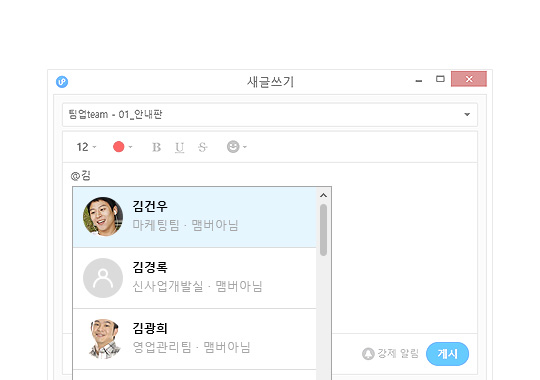 새글쓰기
팀업team - 01_안내판
12 B U S
@김
김건우
마케팅팀 · 맴버아님
김경록
신사업개발실 · 맴버아님
김광희
영업관리팀 · 맴버아님
강제 알림 게시